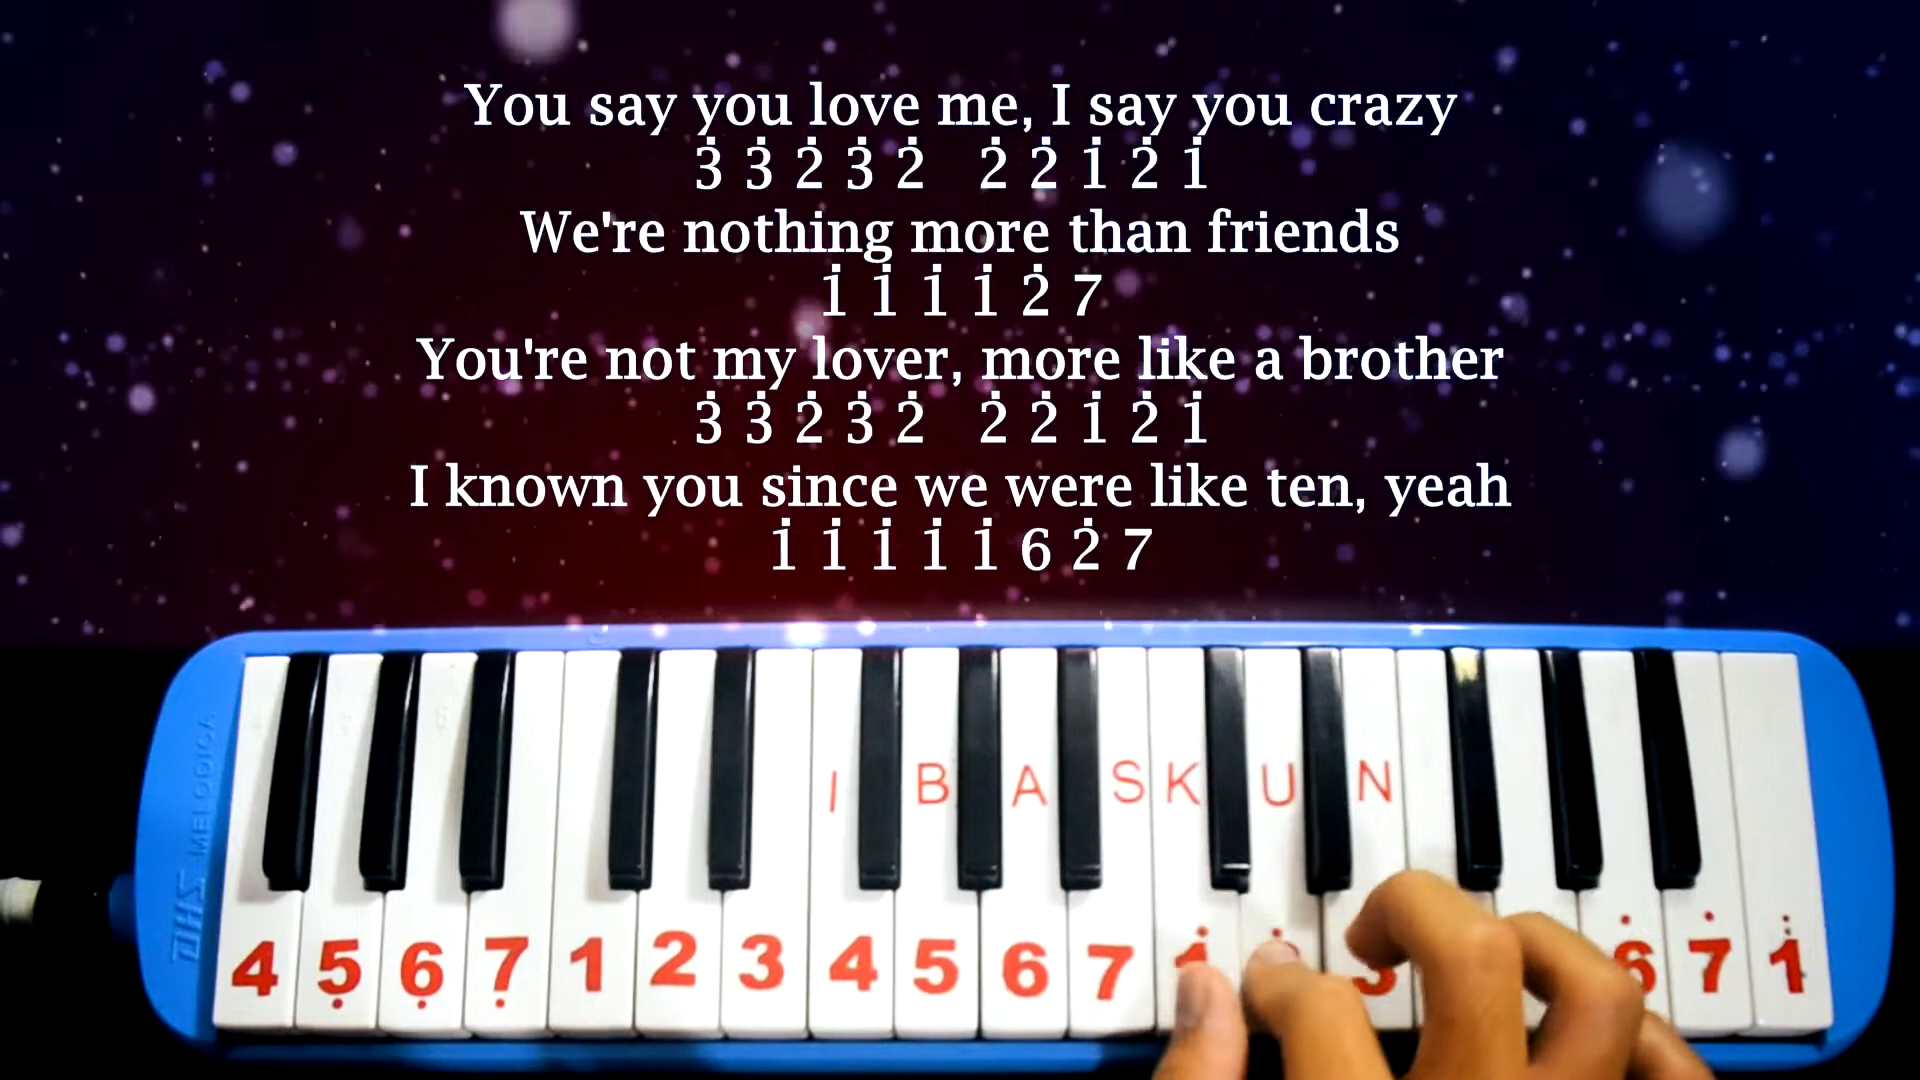 You say you love me, I say you crazy
3̇ 3̇ 2̇ 3̇ 2̇   2̇ 2̇ 1̇ 2̇ 1̇
We're nothing more than friends
1̇ 1̇ 1̇ 1̇ 2̇ 7
You're not my lover, more like a brother
3̇ 3̇ 2̇ 3̇ 2̇   2̇ 2̇ 1̇ 2̇ 1̇
I known you since we were like ten, yeah
1̇ 1̇ 1̇ 1̇ 1̇ 6 2̇ 7
I B A S K U N
MELODICA
4 5̣ 6̣ 7̣ 1 2 3 4 5 6 7 1̇ 3 6̇ 7̇ 1̇